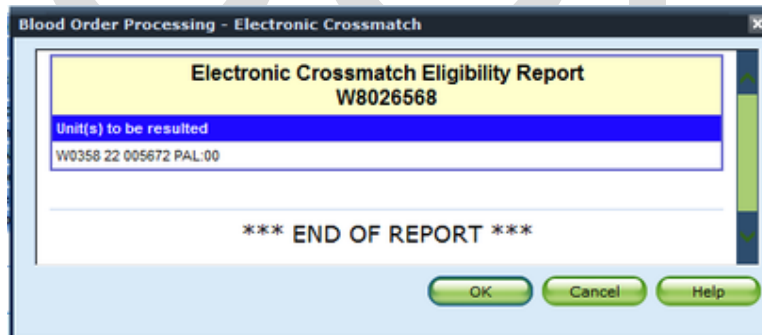 Blood Order Processing - Electronic Crossmatch
Electronic Crossmatch Eligibility Report
W8026568
Unit(s) to be resulted
W0358 22 005672 PAL:00
*** END OF REPORT ***
OK Cancel Help